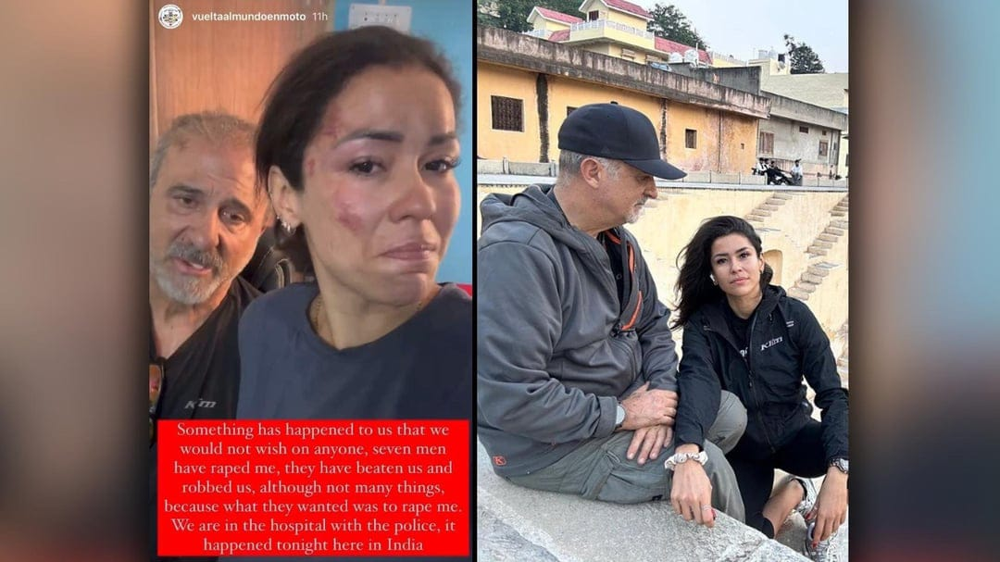 vueltaalmundoenmoto 11h
Klim
Something has happened to us that we
would not wish on anyone, seven men
have raped me, they have beaten us and
robbed us, although not many things,
because what they wanted was to rape me.
We are in the hospital with the police, it
happened tonight here in India
Klim